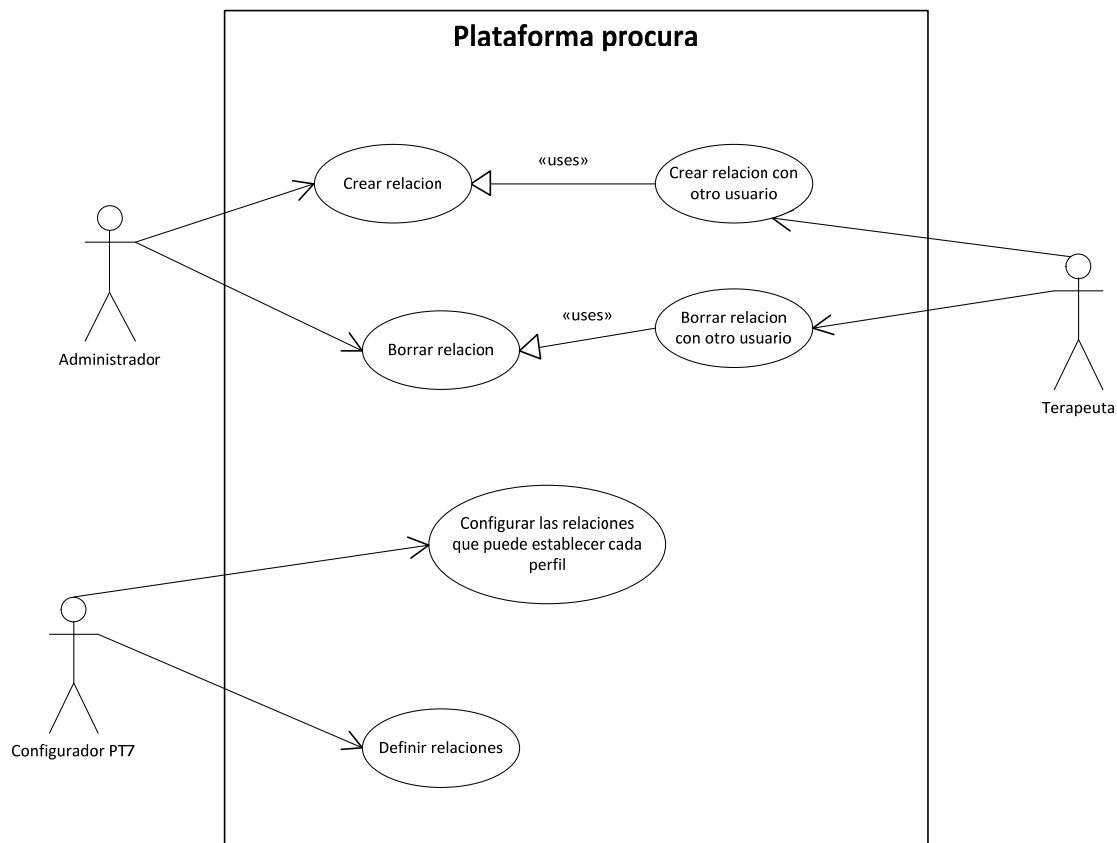 Plataforma procura
«uses»
Crear relacion
Crear relacion con
otro usuario
«uses»
Borrar relacion
Borrar relacion
con otro usuario
Administrador
Terapeuta
Configurar las relaciones
que puede establecer cada
perfil
Configurador PT7
Definir relaciones